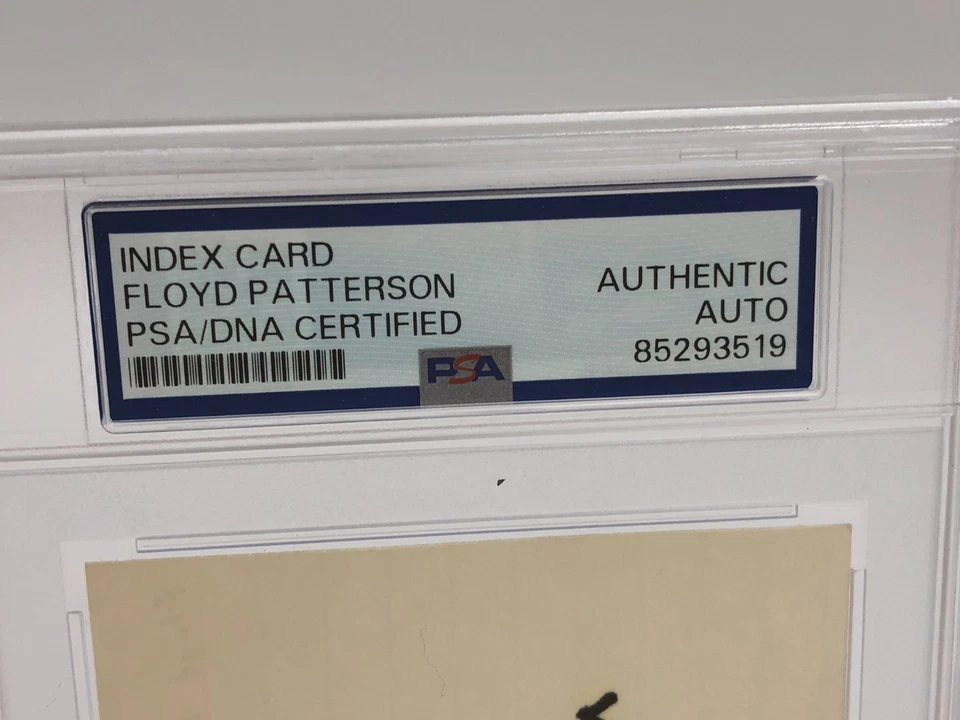 INDEX CARD
FLOYD PATTERSON
PSA/DNA CERTIFIED
AUTHENTIC
AUTO
85293519
PSA